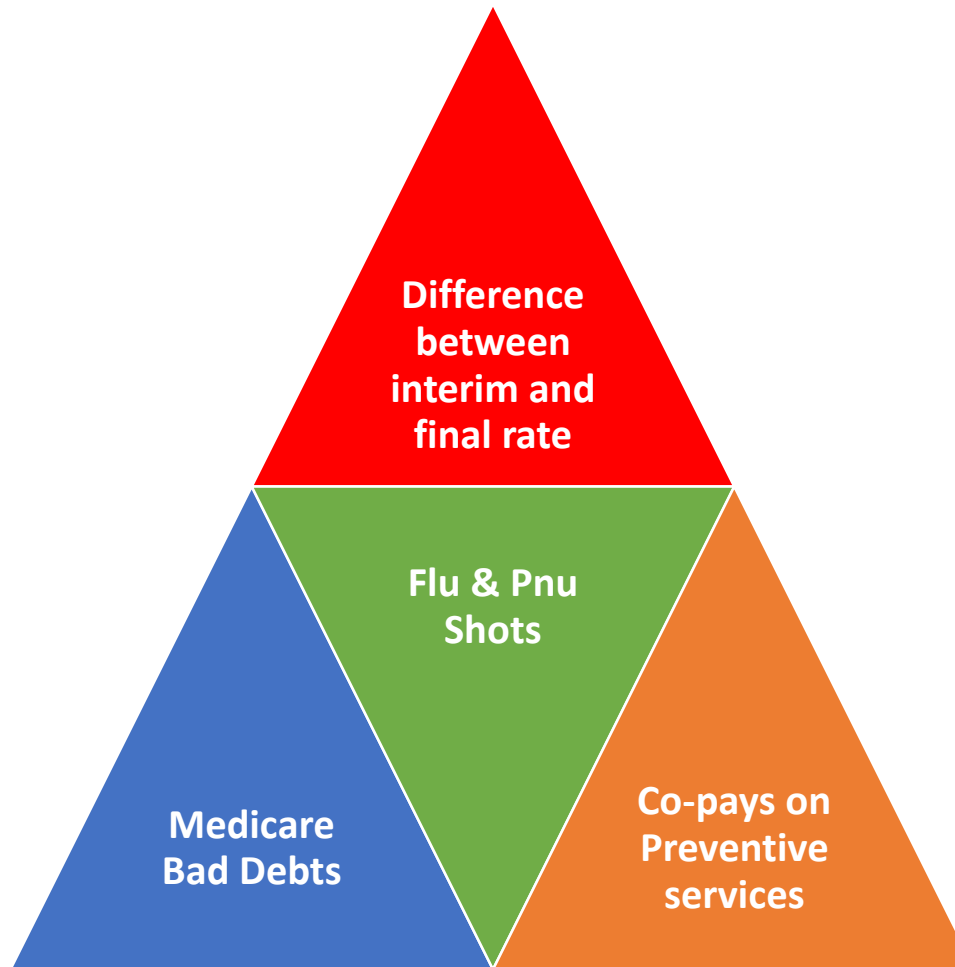 Difference
between
interim and
final rate
Flu & Pnu
Shots
Medicare
Bad Debts
Co-pays on
Preventive
services